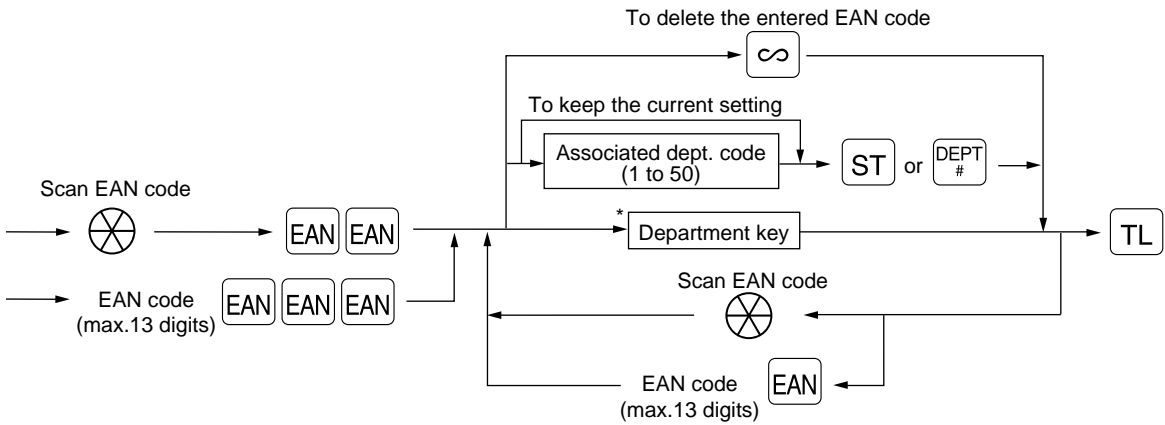 To delete the entered EAN code
∽
To keep the current setting
Associated dept. code
(1 to 50)
ST or DEPT
#
Scan EAN code
EAN EAN
*
Department key
TL
EAN code
(max.13 digits)
EAN EAN EAN
Scan EAN code
EAN code
(max.13 digits)
EAN